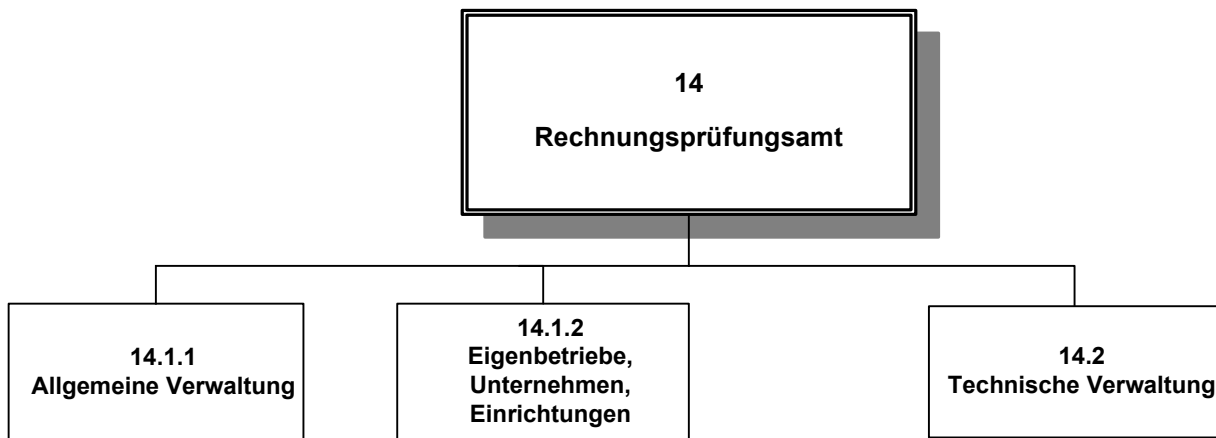 14
Rechnungsprüfungsamt
14.1.1
Allgemeine Verwaltung
14.1.2
Eigenbetriebe,
Unternehmen,
Einrichtungen
14.2
Technische Verwaltung